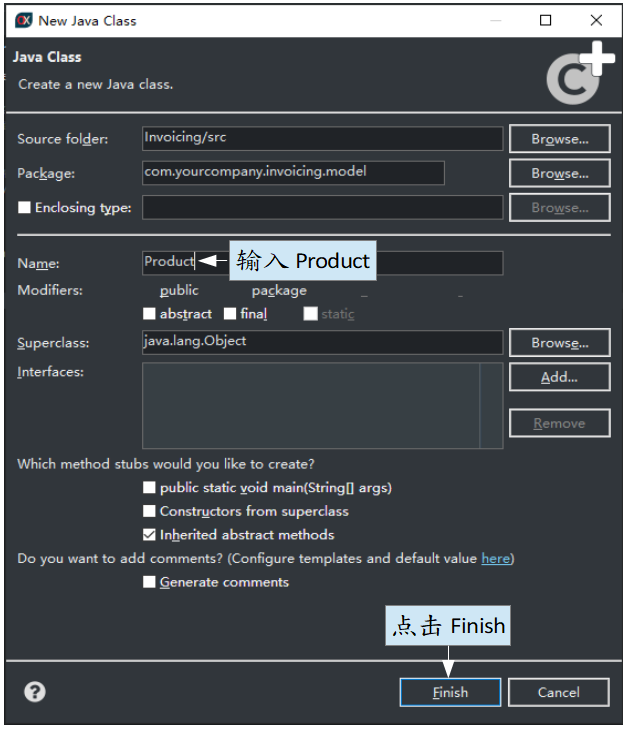 New Java Class
Java Class
Create a new Java class.
Source folder: Invoicing/src Browse...
Package: com.yourcompany.invoicing.model Browse...
Enclosing type: Browse...
Name: Product 输入 Product
Modifiers: public package
abstract final static
Superclass: java.lang.Object Browse...
Interfaces: Add...
Remove
Which method stubs would you like to create?
public static void main(String[] args)
Constructors from superclass
Inherited abstract methods
Do you want to add comments? (Configure templates and default value here)
Generate comments
点击 Finish
? Finish Cancel